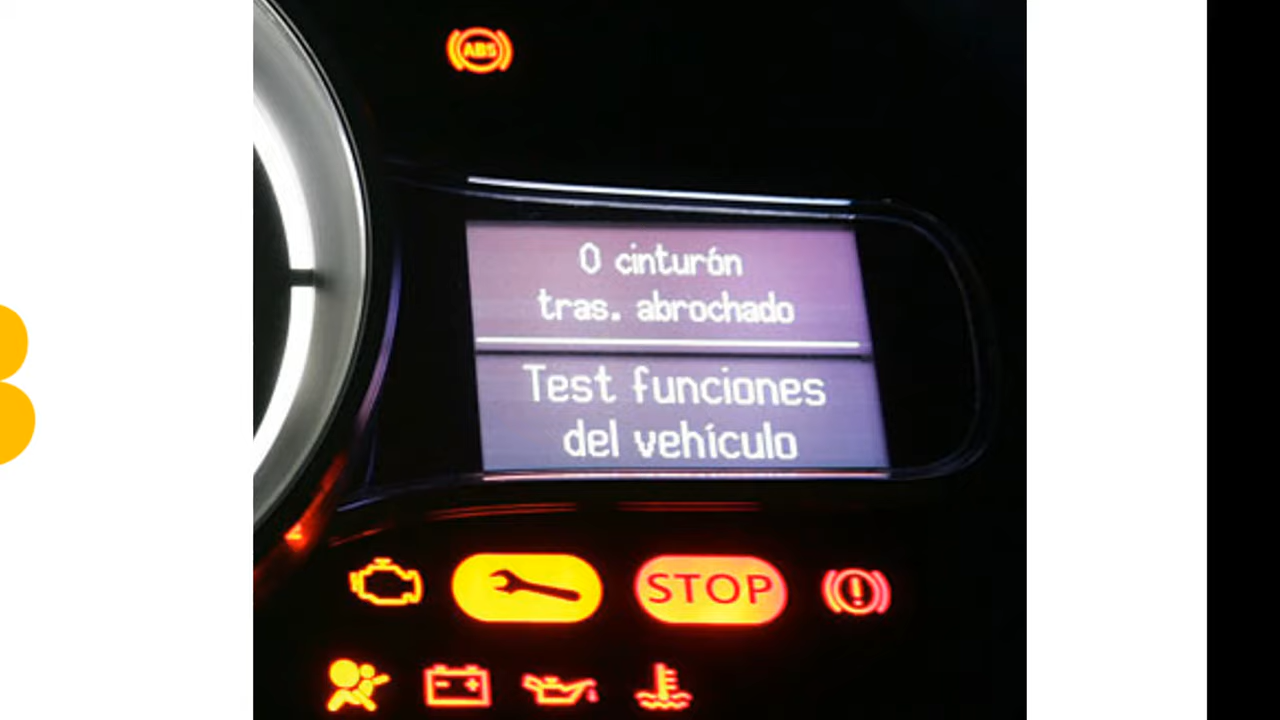 ABS
0 cinturón
tras. abrochado
Test funciones
del vehículo
STOP